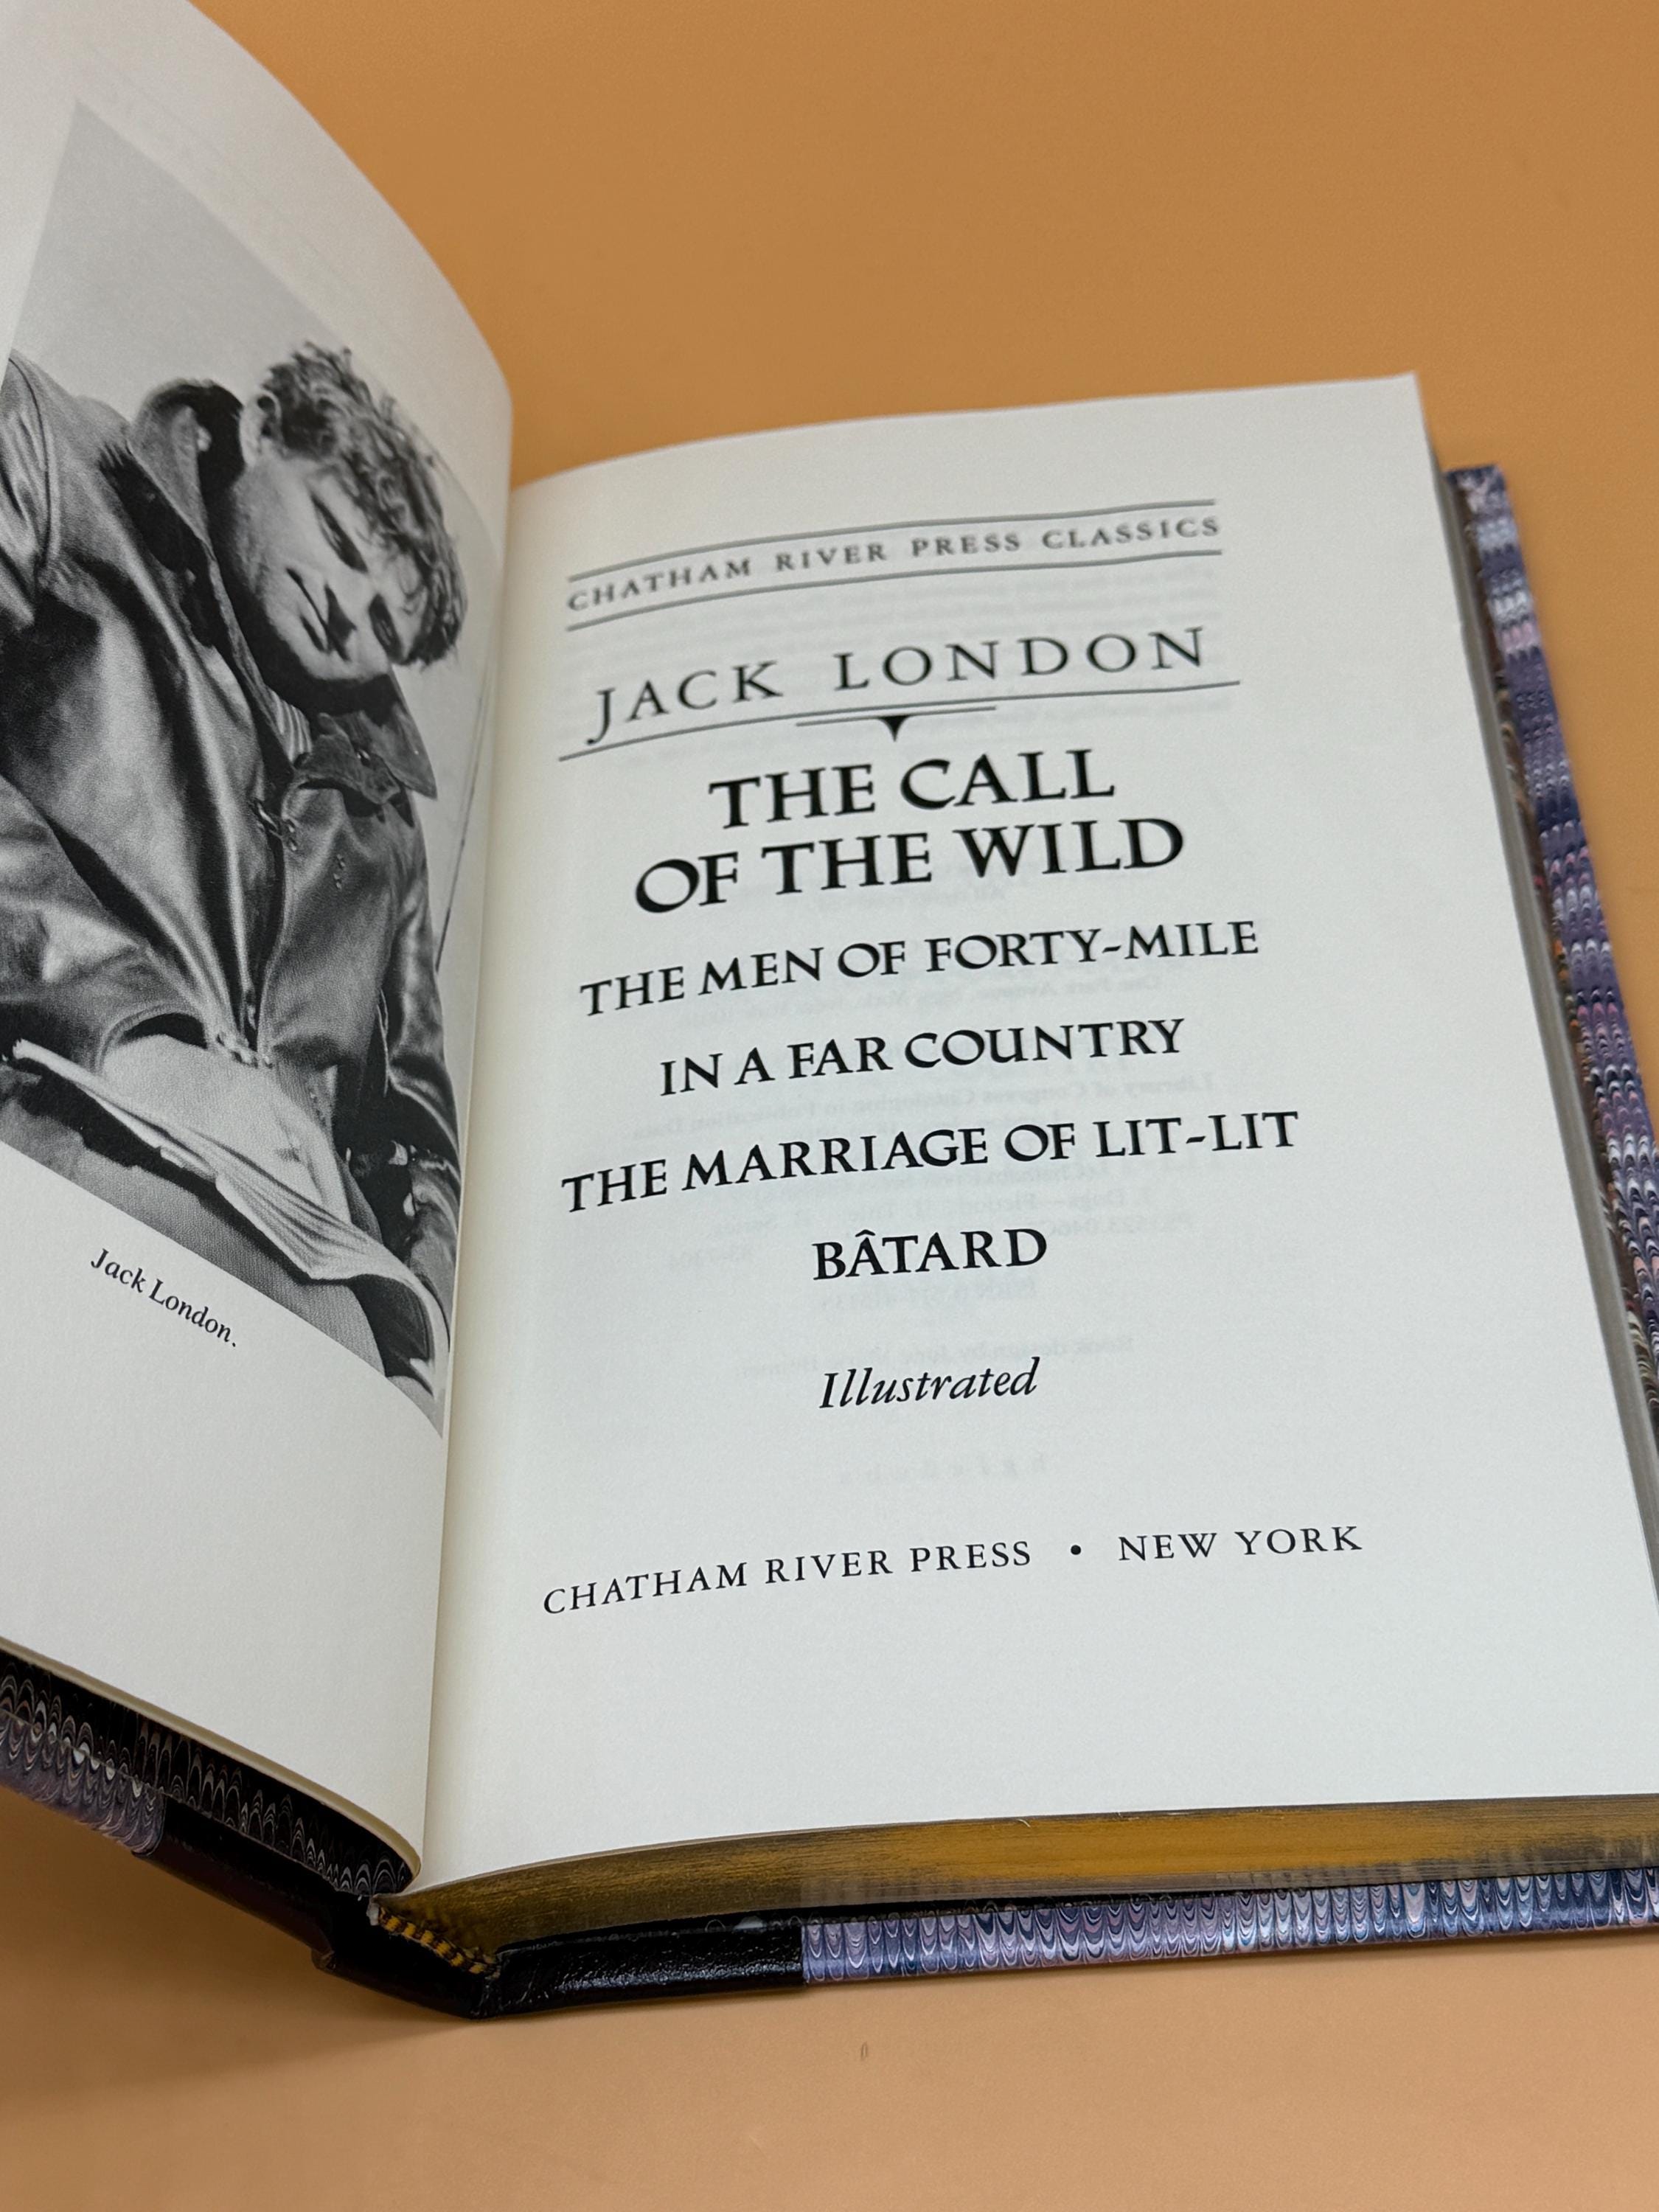 Jack London.
CHATHAM RIVER PRESS CLASSICS
JACK LONDON
THE CALL
OF THE WILD
THE MEN OF FORTY-MILE
IN A FAR COUNTRY
THE MARRIAGE OF LIT-LIT
BÂTARD
Illustrated
CHATHAM RIVER PRESS • NEW YORK